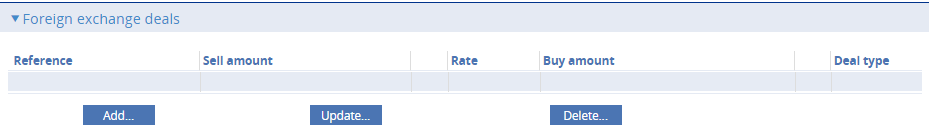 Foreign exchange deals
Reference Sell amount Rate Buy amount Deal type
Add... Update... Delete...